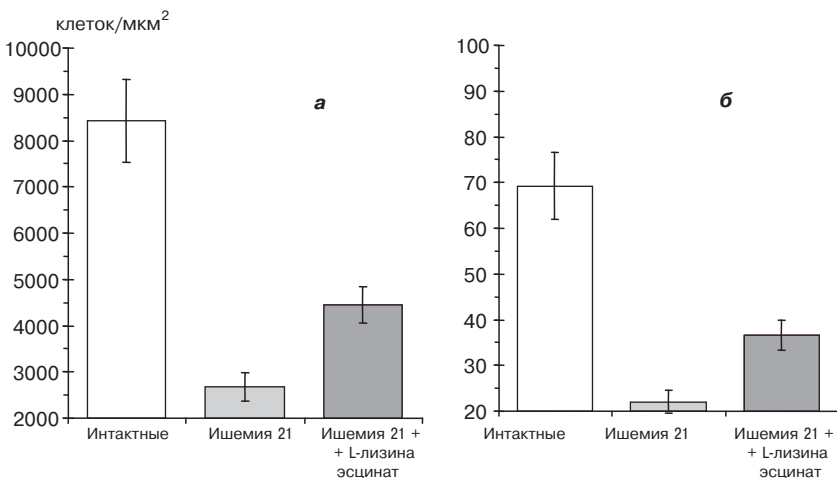 клеток/мкм²
10000
9000
8000
7000
6000
5000
4000
3000
2000
а
Интактные
Ишемия 21
Ишемия 21 +
+ L-лизина
эсцинат
100
90
80
70
60
50
40
30
20
б
Интактные
Ишемия 21
Ишемия 21 +
+ L-лизина
эсцинат